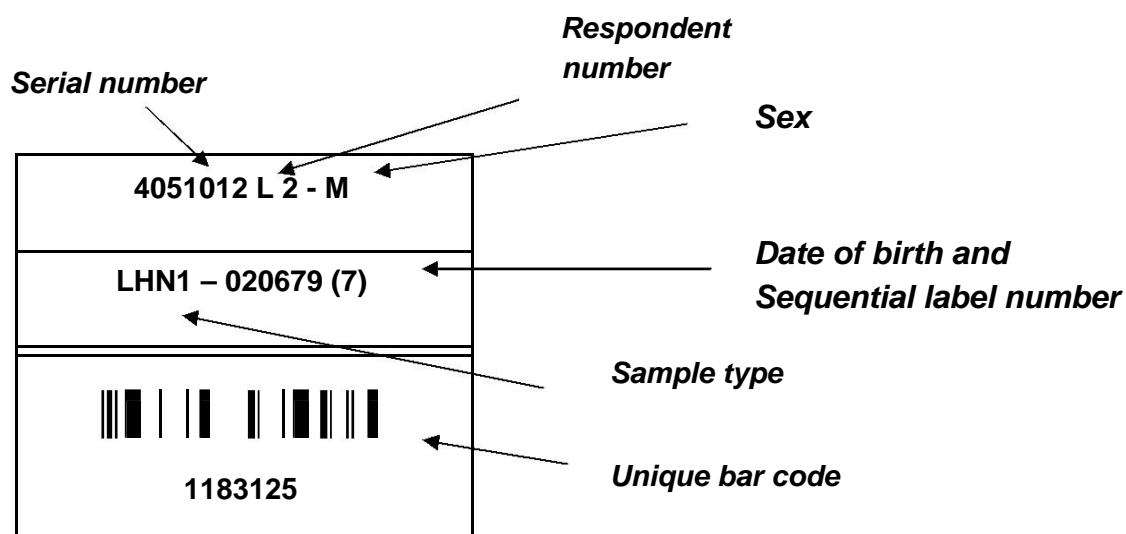 Respondent
number
Serial number
Sex
4051012 L 2 - M
Date of birth and
Sequential label number
LHN1 – 020679 (7)
Sample type
Unique bar code
1183125